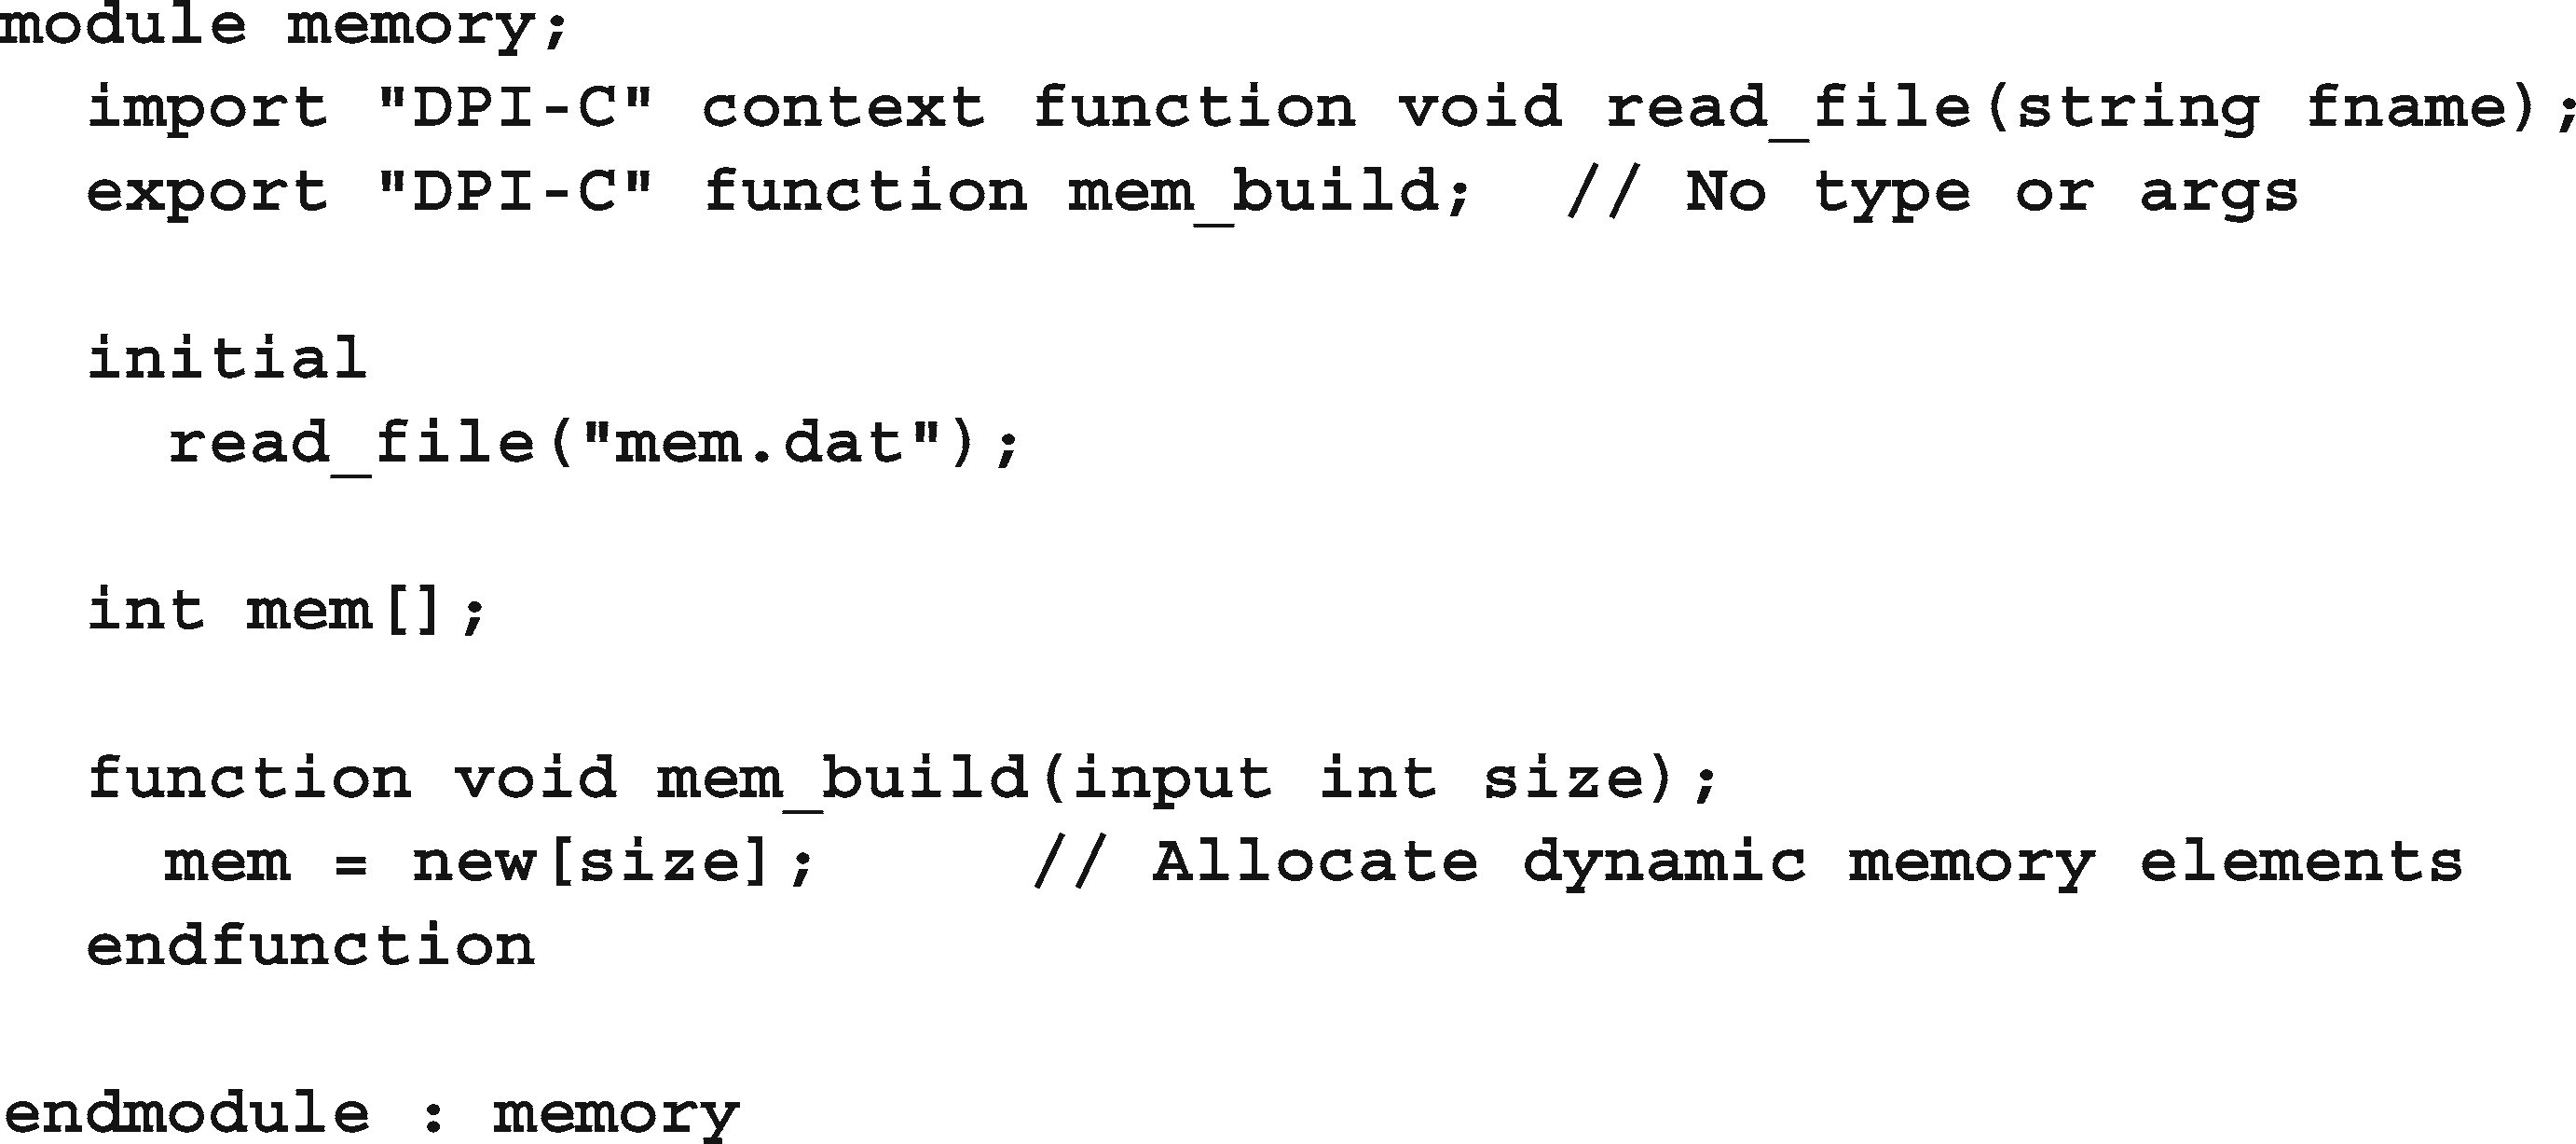 module memory;
import "DPI-C" context function void read_file(string fname);
export "DPI-C" function mem_build; // No type or args
initial
read_file("mem.dat");
int mem[];
function void mem_build(input int size);
mem = new[size]; // Allocate dynamic memory elements
endfunction
endmodule : memory